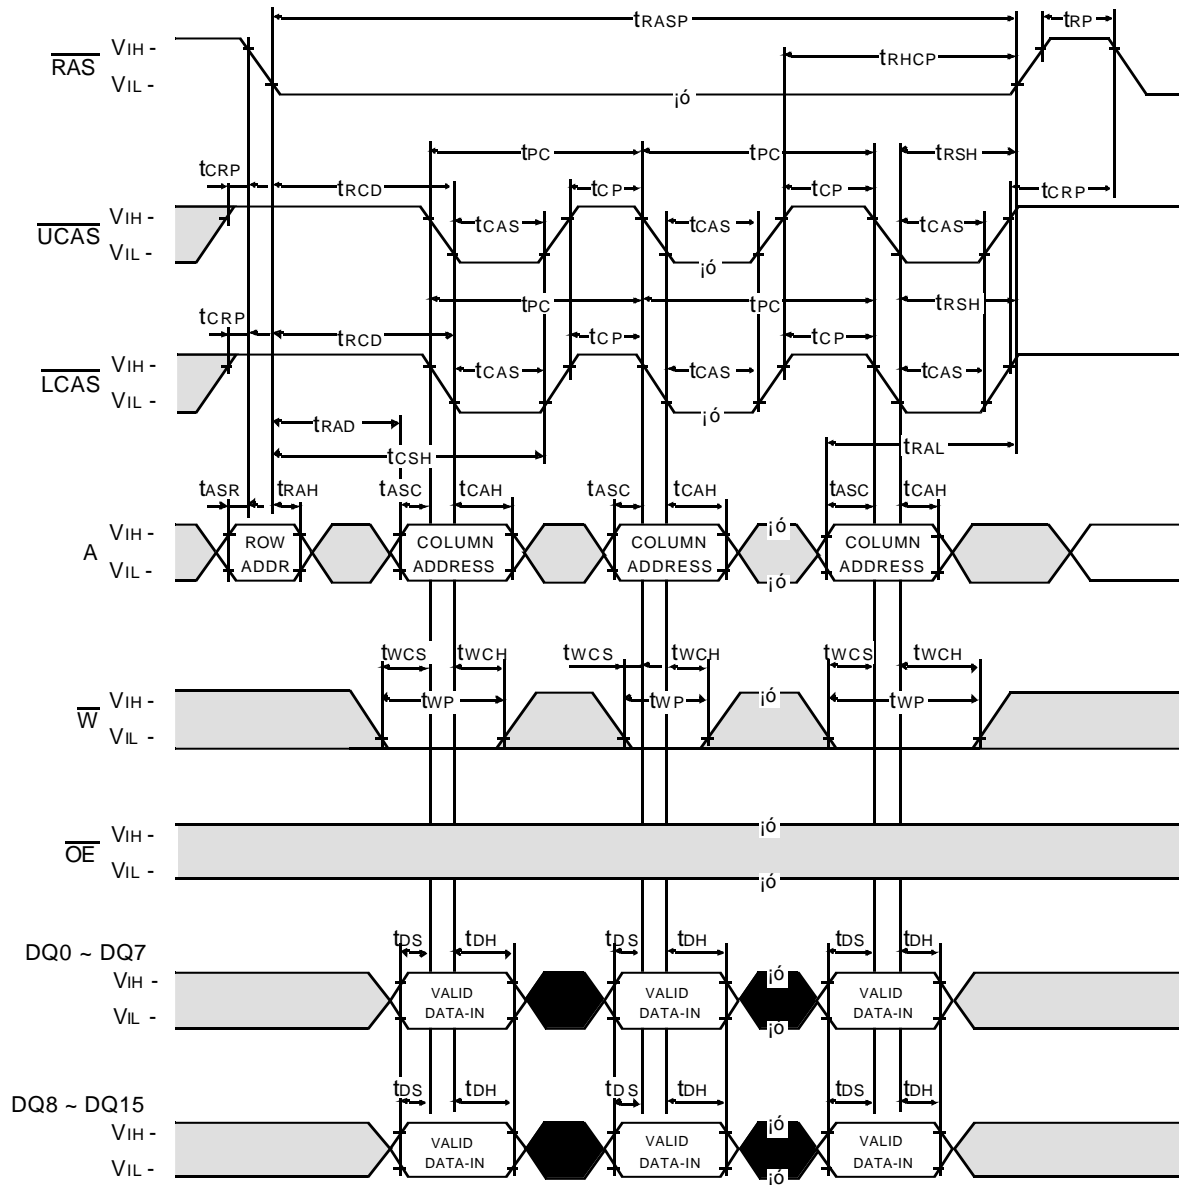 tRASP
tRP
RAS
VIH -
VIL -
tRHCP
¡ó
tCRP
tRCD
tPC
tPC
tRSH
tCP
tCP
tCRP
UCAS
VIH -
VIL -
tCAS
tCAS
tCAS
¡ó
tCRP
tRCD
tPC
tPC
tRSH
tCP
tCP
LCAS
VIH -
VIL -
tCAS
tCAS
tCAS
¡ó
tRAD
tCSH
tRAL
tASR
tRAH
tASC
tCAH
tASC
tCAH
tASC
tCAH
A
VIH -
VIL -
ROW
ADDR
COLUMN
ADDRESS
COLUMN
ADDRESS
¡ó
¡ó
COLUMN
ADDRESS
tWCS
tWCH
tWCS
tWCH
tWCS
tWCH
W
VIH -
VIL -
tWP
tWP
¡ó
tWP
OE
VIH -
VIL -
¡ó
¡ó
DQ0 ~ DQ7
tDS
tDH
tDS
tDH
tDS
tDH
VIH -
VIL -
VALID
DATA-IN
VALID
DATA-IN
¡ó
¡ó
VALID
DATA-IN
DQ8 ~ DQ15
tDS
tDH
tDS
tDH
tDS
tDH
VIH -
VIL -
VALID
DATA-IN
VALID
DATA-IN
¡ó
¡ó
VALID
DATA-IN